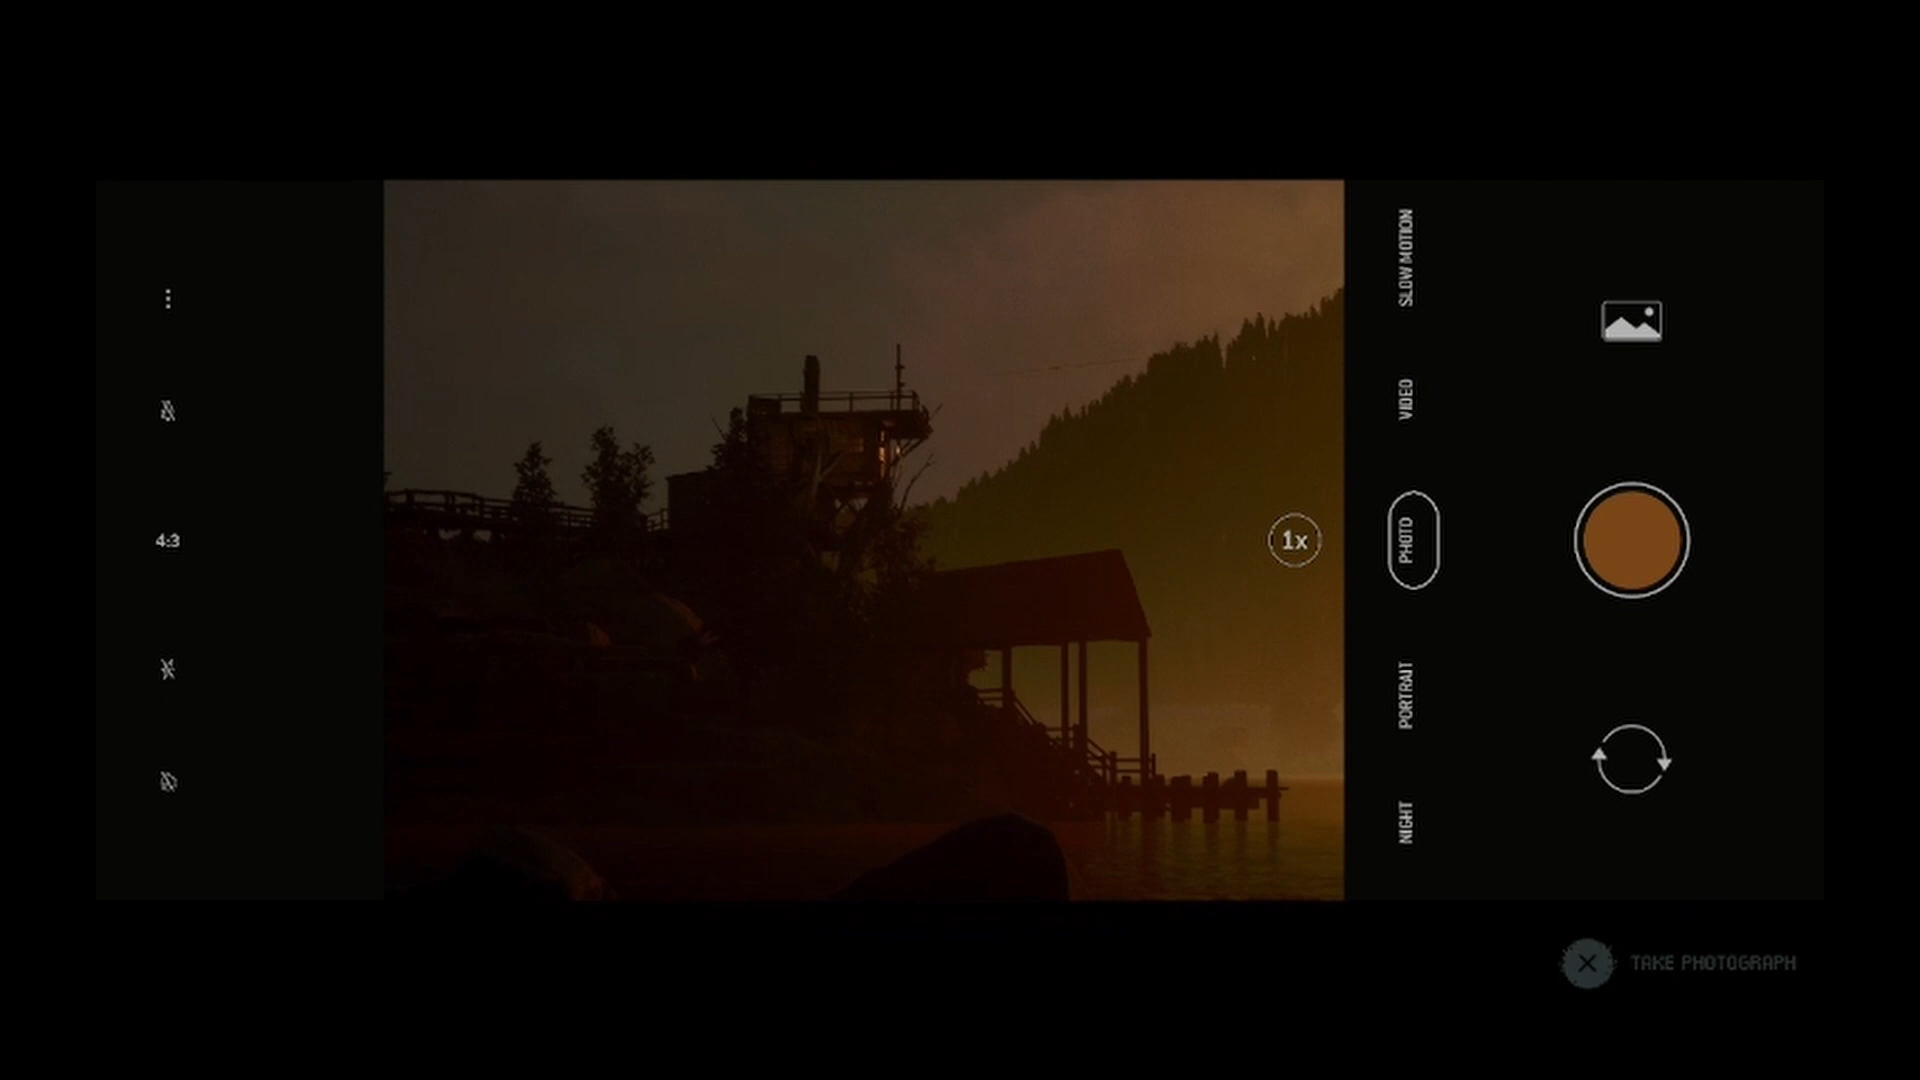 4:3
1x
SLOW MOTION
VIDEO
PHOTO
PORTRAIT
NIGHT
TAKE PHOTOGRAPH